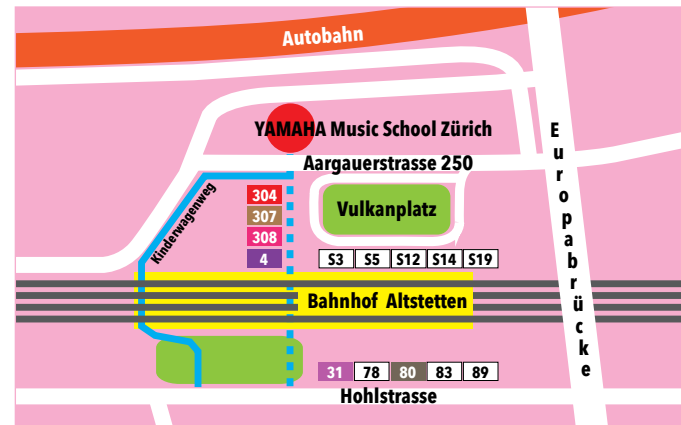 Autobahn
YAMAHA Music School Zürich
Aargauerstrasse 250
Europabrücke
Kinderwagenweg
304
307
308
4
Vulkanplatz
S3 S5 S12 S14 S19
Bahnhof Altstetten
31 78 80 83 89
Hohlstrasse